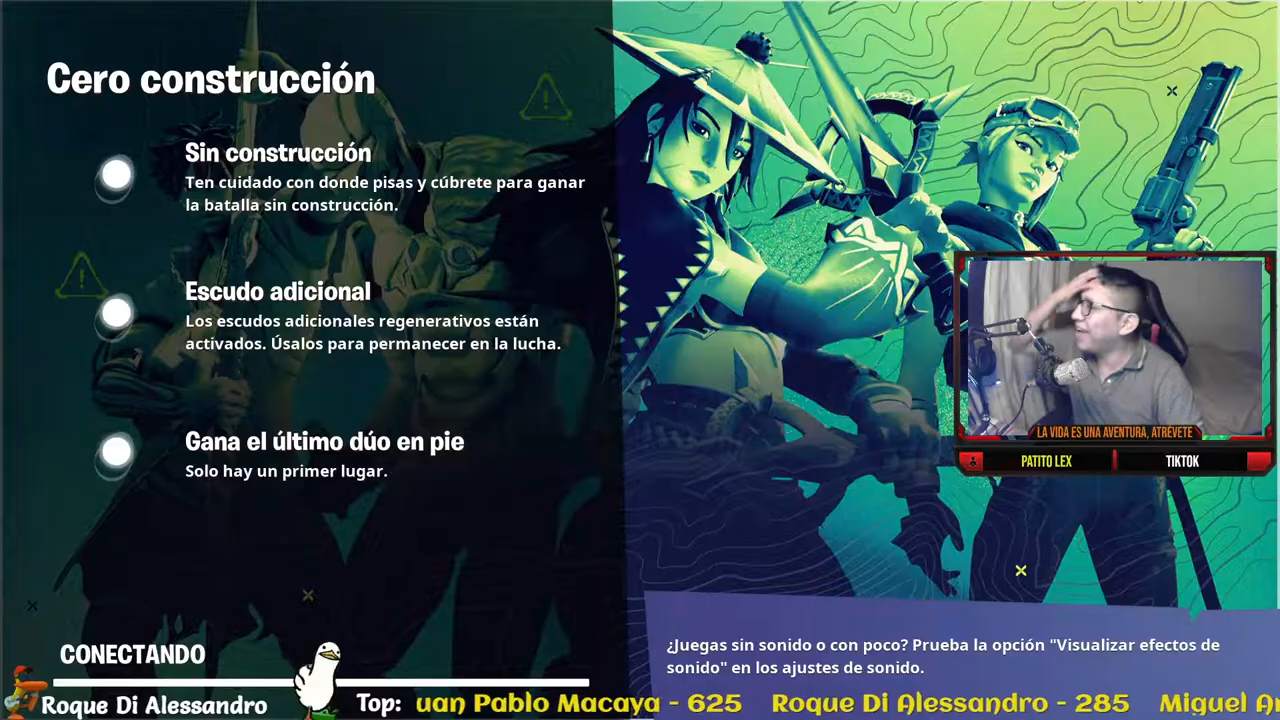 Cero construcción
Sin construcción
Ten cuidado con donde pisas y cúbrete para ganar
la batalla sin construcción.
Escudo adicional
Los escudos adicionales regenerativos están
activados. Úsalos para permanecer en la lucha.
Gana el último dúo en pie
Solo hay un primer lugar.
LA VIDA ES UNA AVENTURA, ATREVETE
PATITO LEX
TIKTOK
CONECTANDO
¿Juegas sin sonido o con poco? Prueba la opción "Visualizar efectos de
sonido" en los ajustes de sonido.
Roque Di Alessandro
Top: uan Pablo Macaya - 625 Roque Di Alessandro - 285 Miguel